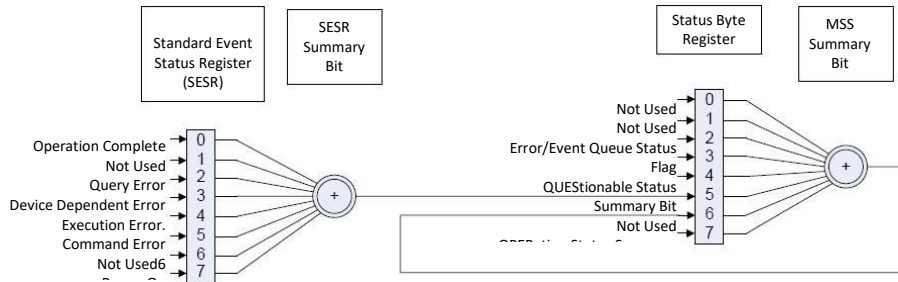 Standard Event
Status Register
(SESR)
SESR
Summary
Bit
Status Byte
Register
MSS
Summary
Bit
Operation Complete
Not Used
Query Error
Device Dependent Error
Execution Error.
Command Error
Not Used6
0
1
2
3
4
5
6
7
+
Not Used
Not Used
Error/Event Queue Status
Flag
QUEStionable Status
Summary Bit
Not Used
0
1
2
3
4
5
6
7
+